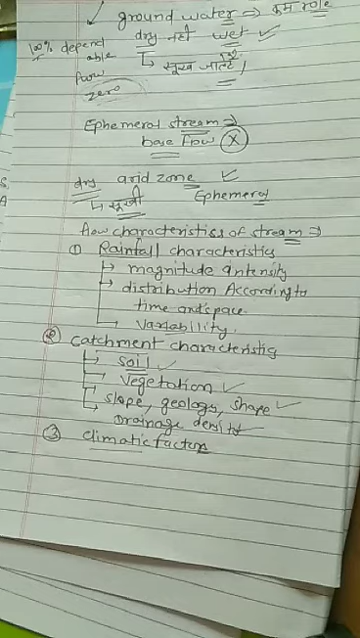 ground water ⇒ कम role
100% depend dry नदी wet ✓
able ↳ सूख जाते हैं /
flow
zero
Ephemeral stream ⇒
base flow (X)
dry arid zone ✓
↳ सूखी Ephemeral
flow characteristics of stream ⇒
① Rainfall characteristics
↳ magnitude intensity
↳ distribution According to
time and space
↳ variability.
② catchment characteristics
↳ soil ✓
↳ vegetation ✓
↳ slope, geology, shape ✓
Drainage density
③ climatic factors